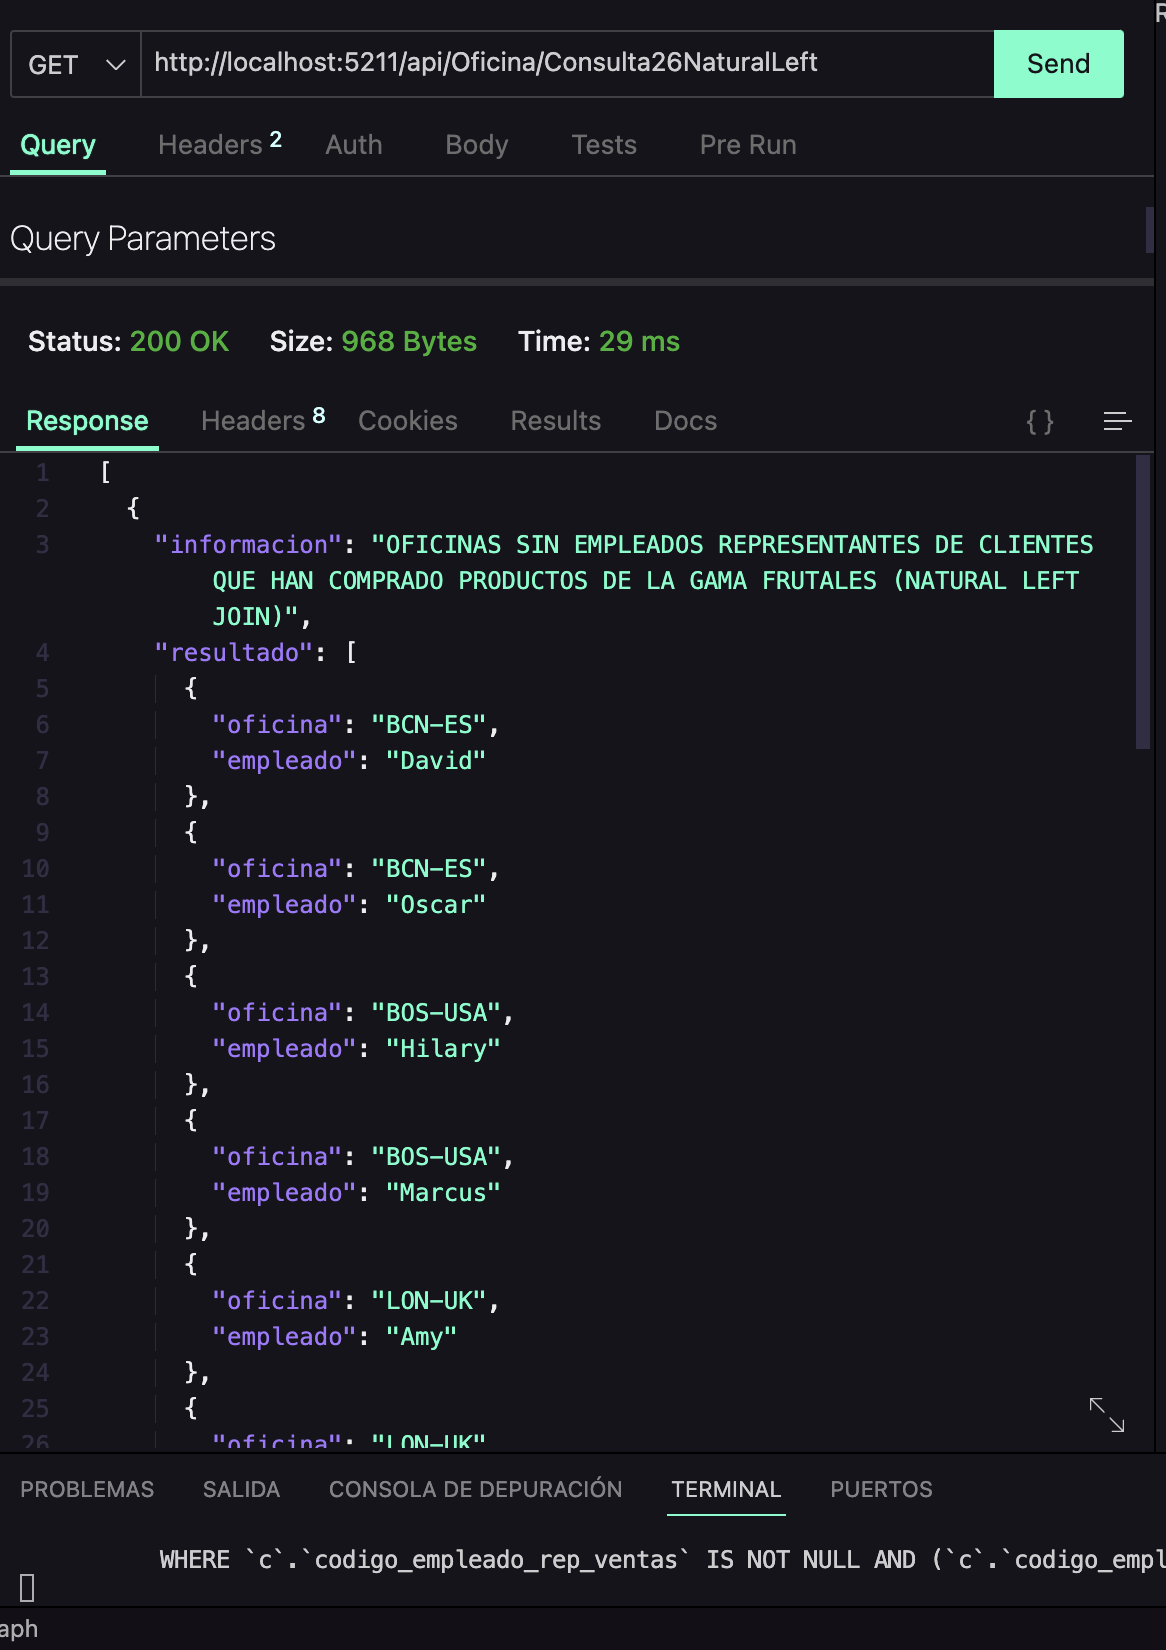 GET http://localhost:5211/api/Oficina/Consulta26NaturalLeft Send
Query Headers 2 Auth Body Tests Pre Run
Query Parameters
Status: 200 OK Size: 968 Bytes Time: 29 ms
Response Headers 8 Cookies Results Docs { }
1 [
2 {
3 "informacion": "OFICINAS SIN EMPLEADOS REPRESENTANTES DE CLIENTES
QUE HAN COMPRADO PRODUCTOS DE LA GAMA FRUTALES (NATURAL LEFT
JOIN)",
4 "resultado": [
5 {
6 "oficina": "BCN-ES",
7 "empleado": "David"
8 },
9 {
10 "oficina": "BCN-ES",
11 "empleado": "Oscar"
12 },
13 {
14 "oficina": "BOS-USA",
15 "empleado": "Hilary"
16 },
17 {
18 "oficina": "BOS-USA",
19 "empleado": "Marcus"
20 },
21 {
22 "oficina": "LON-UK",
23 "empleado": "Amy"
24 },
25 {
26 "oficina": "LON-UK"
PROBLEMAS SALIDA CONSOLA DE DEPURACIÓN TERMINAL PUERTOS
WHERE `c`.`codigo_empleado_rep_ventas` IS NOT NULL AND (`c`.`codigo_empl
aph